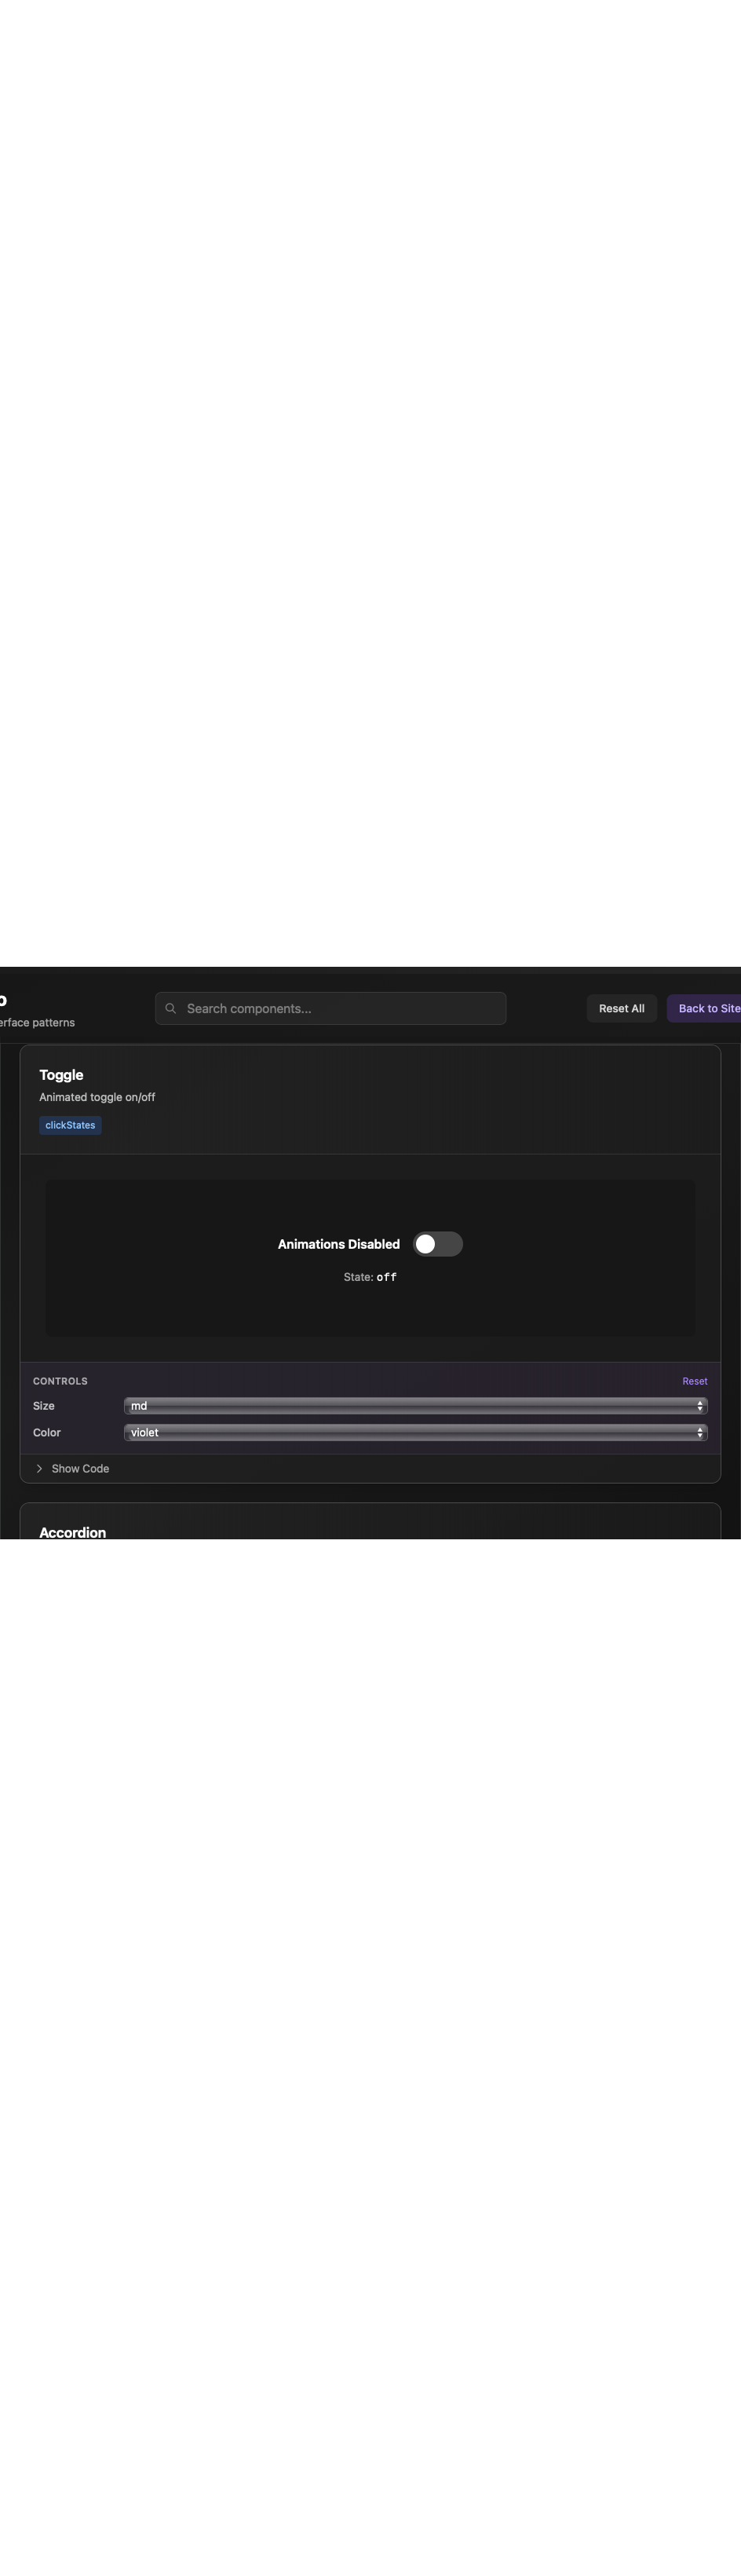 erface patterns
Search components...
Reset All
Back to Site
Toggle
Animated toggle on/off
clickStates
Animations Disabled
State: off
CONTROLS
Reset
Size
md
Color
violet
Show Code
Accordion